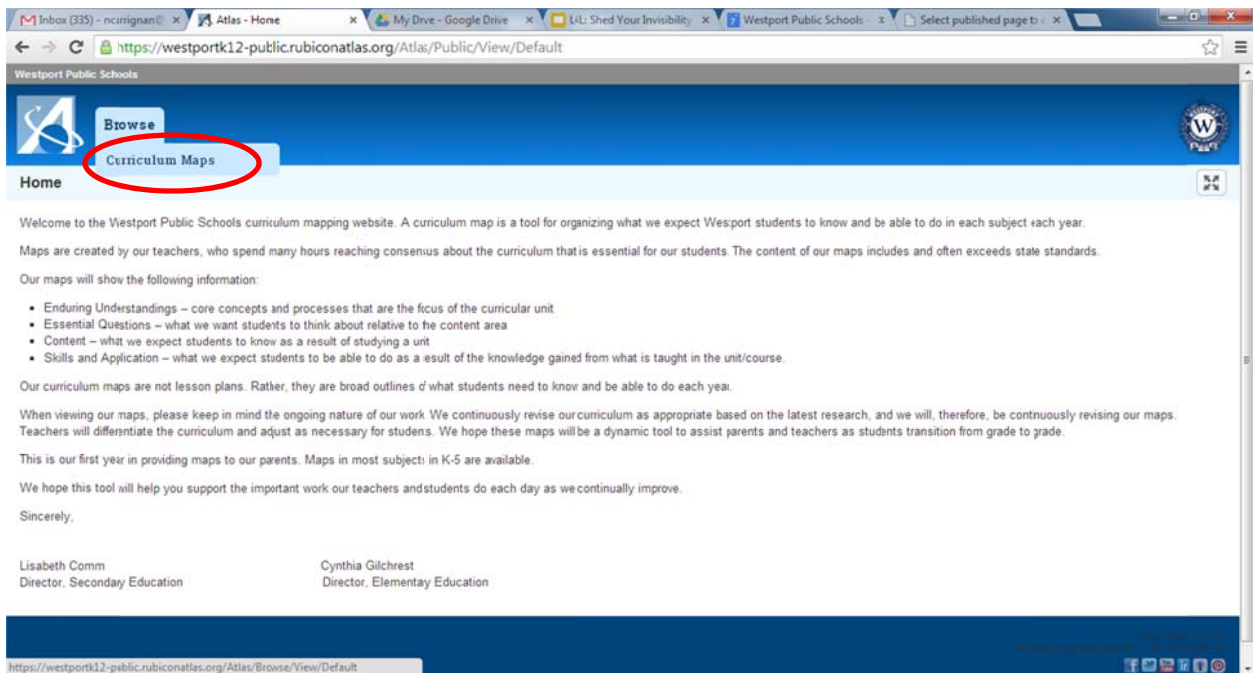 Inbox (335) - ncarrignan@
Atlas - Home
My Drive - Google Drive
L4L: Shed Your Invisibility
Westport Public Schools -
Select published page to c
https://westportk12-public.rubiconatlas.org/Atlas/Public/View/Default
Westport Public Schools
Browse
W
Curriculum Maps
Home
Welcome to the Westport Public Schools curriculum mapping website. A curriculum map is a tool for organizing what we expect Westport students to know and be able to do in each subject each year.
Maps are created by our teachers, who spend many hours reaching consensus about the curriculum that is essential for our students. The content of our maps includes and often exceeds state standards.
Our maps will show the following information:
• Enduring Understandings – core concepts and processes that are the focus of the curricular unit
• Essential Questions – what we want students to think about relative to the content area
• Content – what we expect students to know as a result of studying a unit
• Skills and Application – what we expect students to be able to do as a result of the knowledge gained from what is taught in the unit/course.
Our curriculum maps are not lesson plans. Rather, they are broad outlines of what students need to know and be able to do each year.
When viewing our maps, please keep in mind the ongoing nature of our work. We continuously revise our curriculum as appropriate based on the latest research, and we will, therefore, be continuously revising our maps.
Teachers will differentiate the curriculum and adjust as necessary for students. We hope these maps will be a dynamic tool to assist parents and teachers as students transition from grade to grade.
This is our first year in providing maps to our parents. Maps in most subjects in K-5 are available.
We hope this tool will help you support the important work our teachers and students do each day as we continually improve.
Sincerely,
Lisabeth Comm Cynthia Gilchrest
Director, Secondary Education Director, Elementary Education
https://westportk12-public.rubiconatlas.org/Atlas/Browse/View/Default